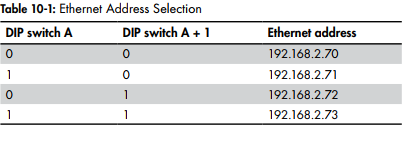 Table 10-1: Ethernet Address Selection
DIP switch A DIP switch A + 1 Ethernet address
0 0 192.168.2.70
1 0 192.168.2.71
0 1 192.168.2.72
1 1 192.168.2.73